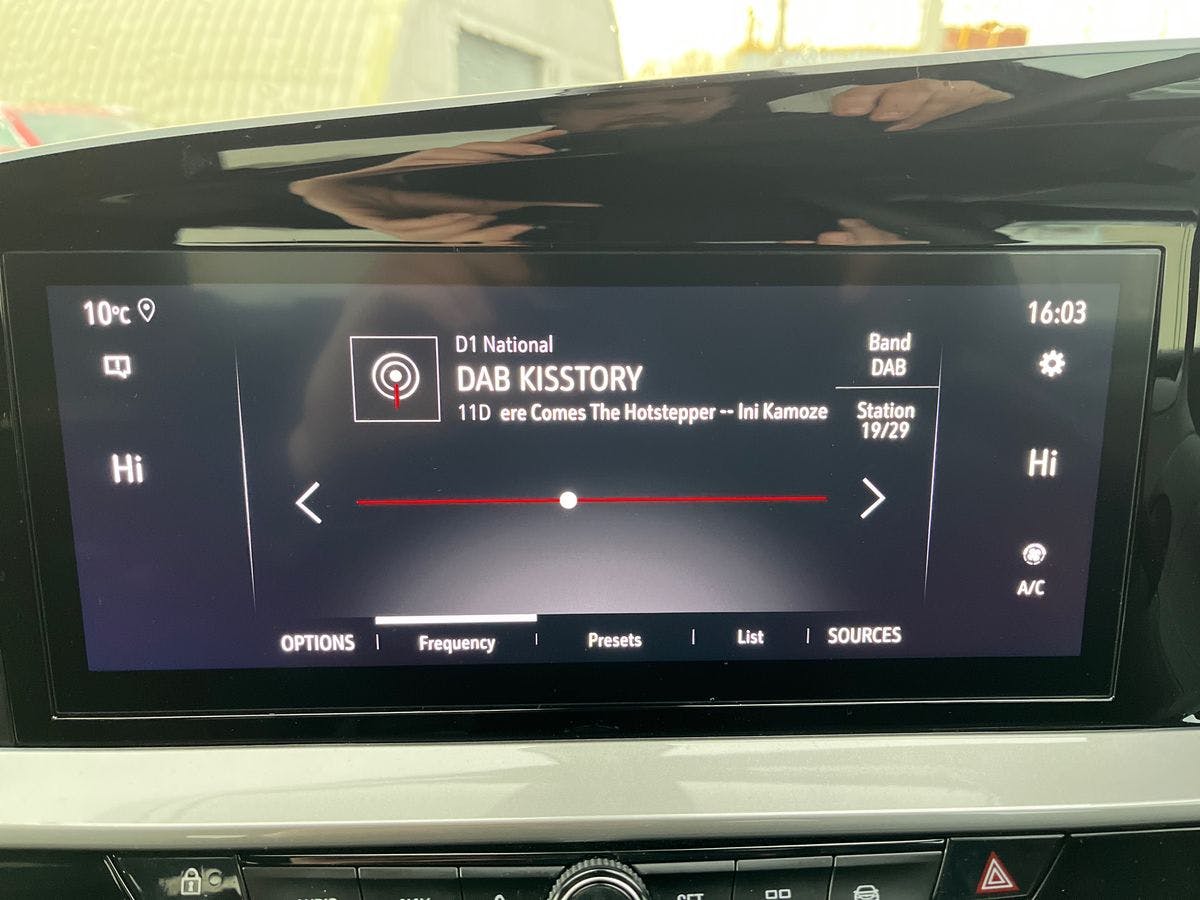 10°C
16:03
D1 National
DAB KISSTORY
11D ere Comes The Hotstepper -- Ini Kamoze
Band
DAB
Station
19/29
Hi
Hi
A/C
OPTIONS
Frequency
Presets
List
SOURCES